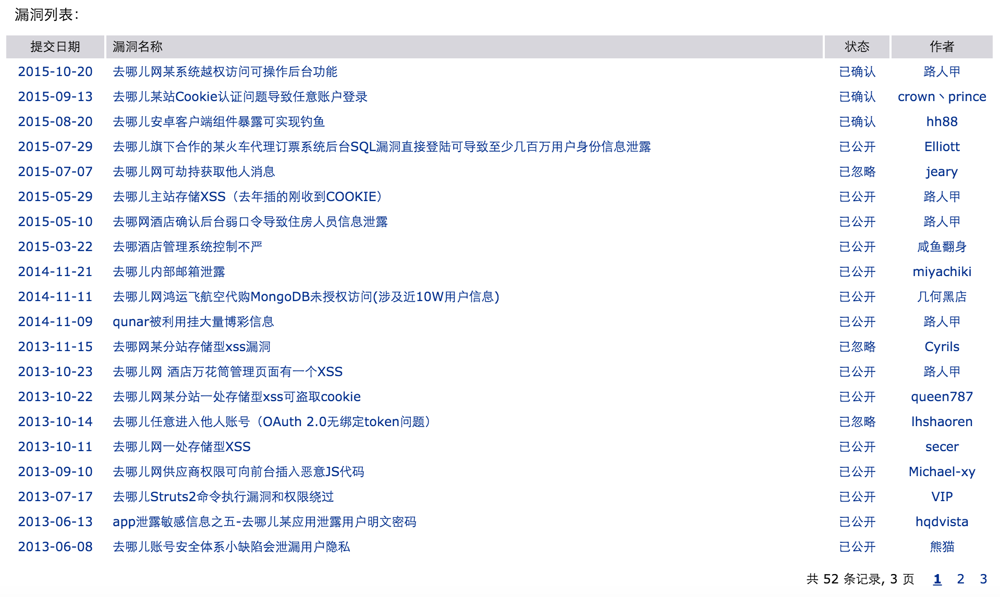 漏洞列表：
提交日期 漏洞名称 状态 作者
2015-10-20 去哪儿网某系统越权访问可操作后台功能 已确认 路人甲
2015-09-13 去哪儿某站Cookie认证问题导致任意账户登录 已确认 crown丶prince
2015-08-20 去哪儿安卓客户端组件暴露可实现钓鱼 已确认 hh88
2015-07-29 去哪儿旗下合作的某火车代理订票系统后台SQL漏洞直接登陆可导致至少几百万用户身份信息泄露 已公开 Elliott
2015-07-07 去哪儿网可劫持获取他人消息 已忽略 jeary
2015-05-29 去哪儿主站存储XSS（去年插的刚收到COOKIE） 已公开 路人甲
2015-05-10 去哪网酒店确认后台弱口令导致住房人员信息泄露 已公开 路人甲
2015-03-22 去哪酒店管理系统控制不严 已公开 咸鱼翻身
2014-11-21 去哪儿内部邮箱泄露 已公开 miyachiki
2014-11-11 去哪儿网鸿运飞航空代购MongoDB未授权访问(涉及近10W用户信息) 已公开 几何黑店
2014-11-09 qunar被利用挂大量博彩信息 已公开 路人甲
2013-11-15 去哪网某分站存储型xss漏洞 已忽略 Cyrils
2013-10-23 去哪儿网 酒店万花筒管理页面有一个XSS 已公开 路人甲
2013-10-22 去哪儿网某分站一处存储型xss可盗取cookie 已公开 queen787
2013-10-14 去哪儿任意进入他人账号（OAuth 2.0无绑定token问题） 已忽略 lhshaoren
2013-10-11 去哪儿网一处存储型XSS 已公开 secer
2013-09-10 去哪儿网供应商权限可向前台插入恶意JS代码 已公开 Michael-xy
2013-07-17 去哪儿Struts2命令执行漏洞和权限绕过 已公开 VIP
2013-06-13 app泄露敏感信息之五-去哪儿某应用泄露用户明文密码 已公开 hqdvista
2013-06-08 去哪儿账号安全体系小缺陷会泄漏用户隐私 已公开 熊猫
共 52 条记录, 3 页 1 2 3